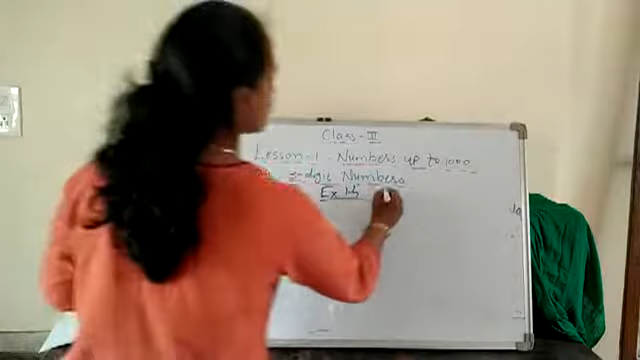 Class - II
Lesson - 1 Numbers up to 1000
3-digit Numbers
Ex